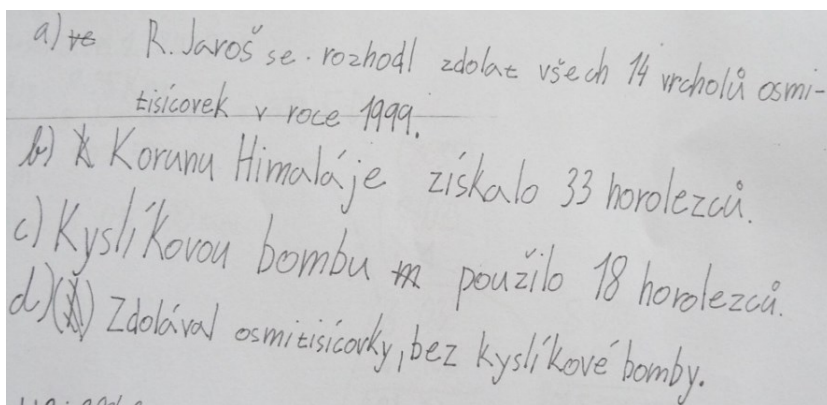 a) ve R. Jaroš se. rozhodl zdolat všech 14 vrcholů osmi-
tisícovek v roce 1999.
b) K Korunu Himaláje získalo 33 horolezců.
c) Kyslíkovou bombu m použilo 18 horolezců.
d) Zdolával osmitisícovky, bez kyslíkové bomby.